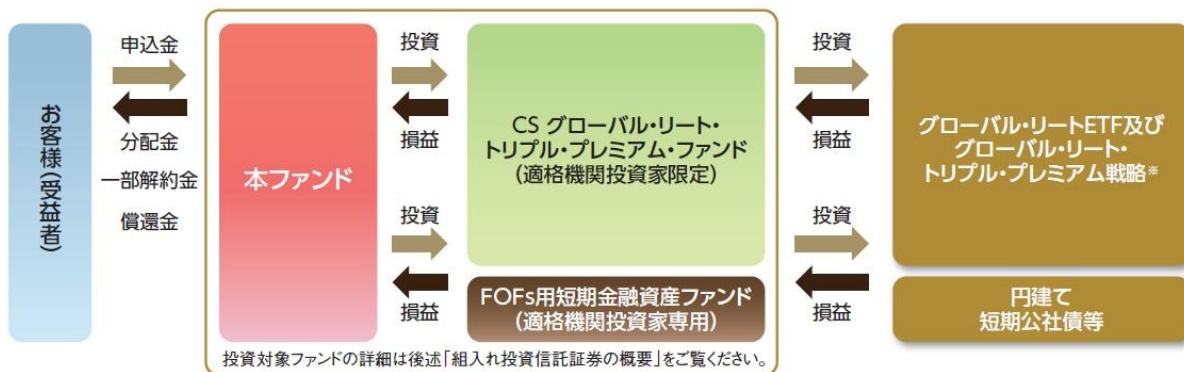 お客様(受益者)
申込金
分配金
一部解約金
償還金
本ファンド
投資
損益
投資
損益
CS グローバル・リート・
トリプル・プレミアム・ファンド
(適格機関投資家限定)
FOFs用短期金融資産ファンド
(適格機関投資家専用)
投資
損益
投資
損益
グローバル・リートETF及び
グローバル・リート・
トリプル・プレミアム戦略※
円建て
短期公社債等
投資対象ファンドの詳細は後述「組入れ投資信託証券の概要」をご覧ください。